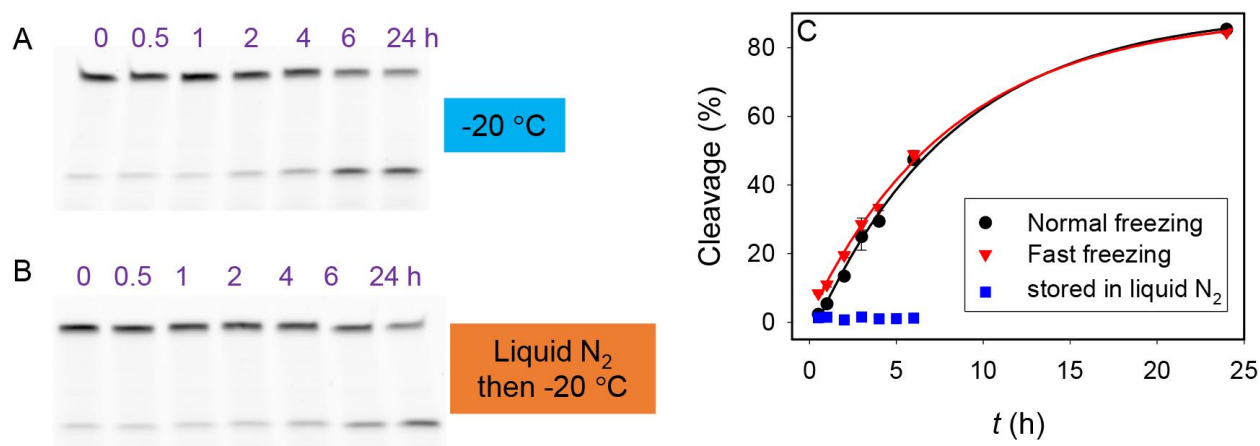 A
0 0.5 1 2 4 6 24 h
-20 °C
B
0 0.5 1 2 4 6 24 h
Liquid N₂
then -20 °C
C
Cleavage (%)
80
60
40
20
0
Normal freezing
Fast freezing
stored in liquid N₂
0 5 10 15 20 25
t (h)